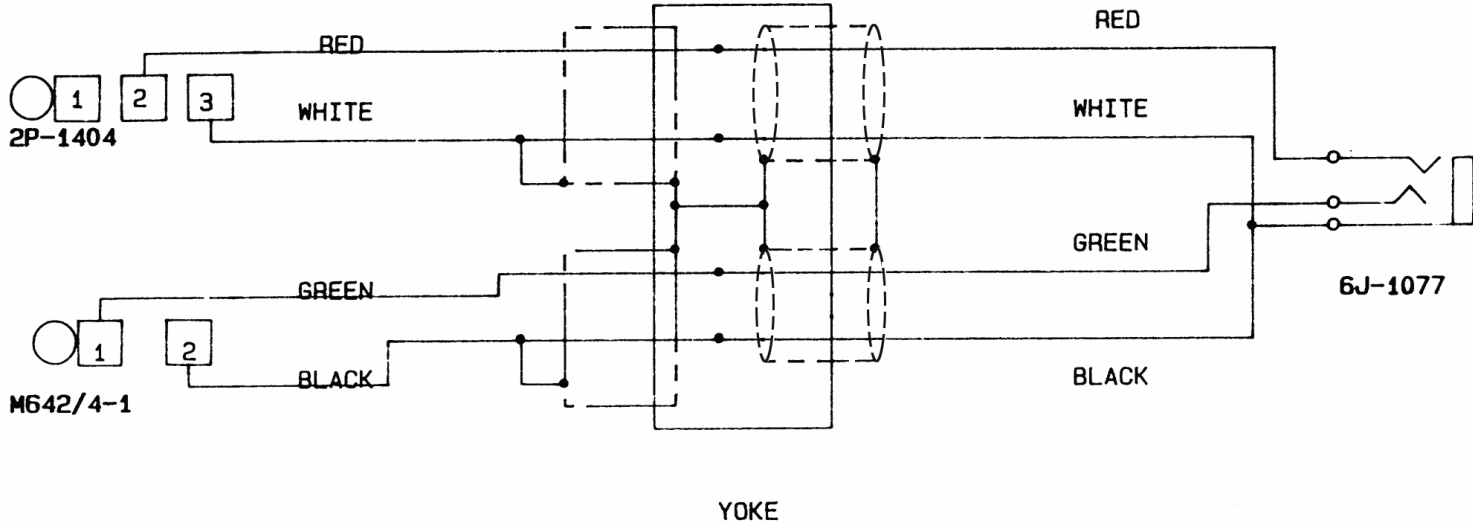 RED
RED
1 2 3
WHITE
WHITE
2P-1404
GREEN
GREEN
6J-1077
1 2
BLACK
BLACK
M642/4-1
YOKE